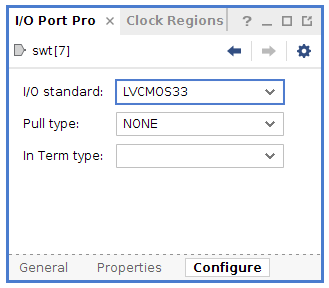 I/O Port Pro × Clock Regions ?
swt[7]
I/O standard: LVCMOS33
Pull type: NONE
In Term type:
General Properties Configure